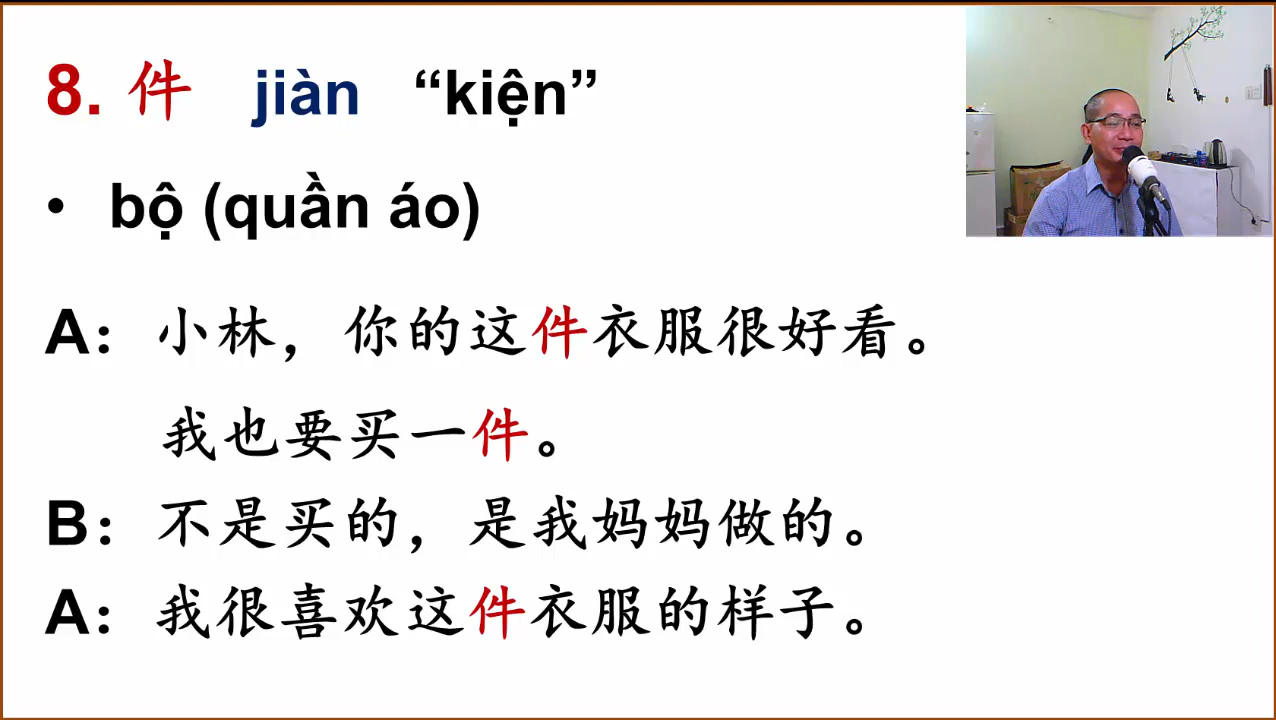 8. 件 jiàn “kiện”
• bộ (quần áo)
A：小林，你的这件衣服很好看。
我也要买一件。
B：不是买的，是我妈妈做的。
A：我很喜欢这件衣服的样子。